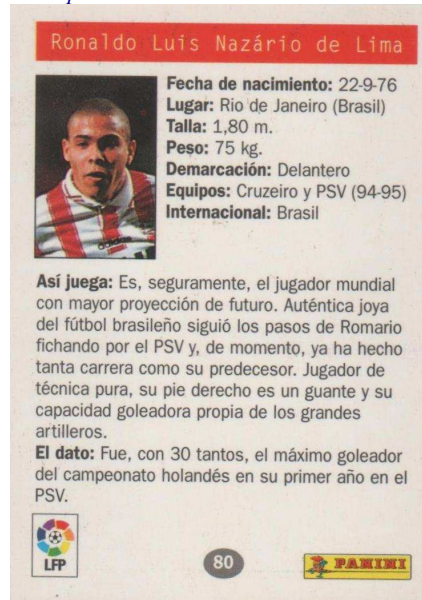 Ronaldo Luis Nazário de Lima
Fecha de nacimiento: 22-9-76
Lugar: Rio de Janeiro (Brasil)
Talla: 1,80 m.
Peso: 75 kg.
Demarcación: Delantero
Equipos: Cruzeiro y PSV (94-95)
Internacional: Brasil
Así juega: Es, seguramente, el jugador mundial
con mayor proyección de futuro. Auténtica joya
del fútbol brasileño siguió los pasos de Romario
fichando por el PSV y, de momento, ya ha hecho
tanta carrera como su predecesor. Jugador de
técnica pura, su pie derecho es un guante y su
capacidad goleadora propia de los grandes
artilleros.
El dato: Fue, con 30 tantos, el máximo goleador
del campeonato holandés en su primer año en el
PSV.
LFP
80
PANINI